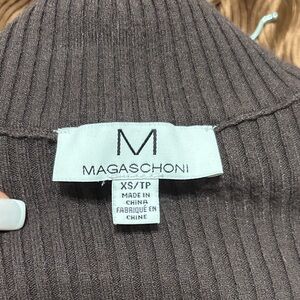 M
MAGASCHONI
XS/TP
MADE IN
CHINA
FABRIQUÉ EN
CHINE